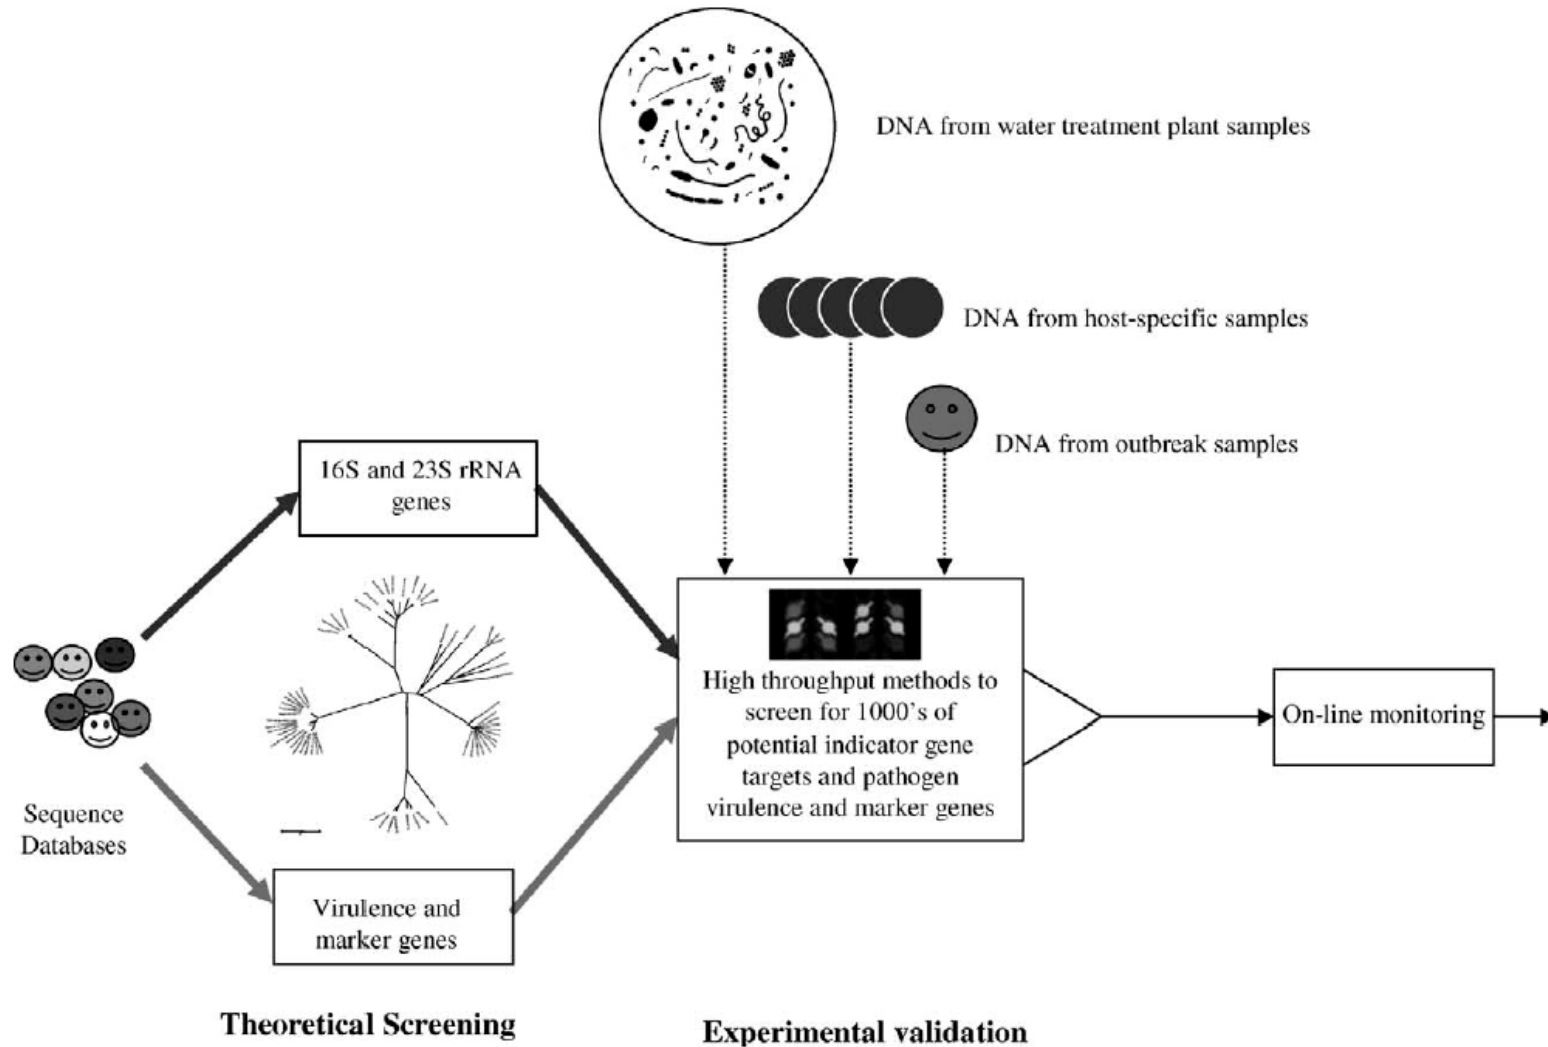 DNA from water treatment plant samples
DNA from host-specific samples
DNA from outbreak samples
16S and 23S rRNA
genes
Sequence
Databases
Virulence and
marker genes
High throughput methods to
screen for 1000's of
potential indicator gene
targets and pathogen
virulence and marker genes
On-line monitoring
Theoretical Screening
Experimental validation